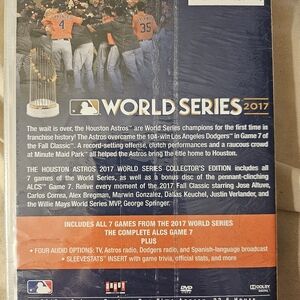 4
35
WORLD SERIES 2017
The wait is over, the Houston Astros are World Series champions for the first time in
franchise history! The Astros overcame the 104-win Los Angeles Dodgers in Game 7 of
the Fall Classic. A record-setting offense, clutch performances and a raucous crowd
at Minute Maid Park all helped the Astros bring the title home to Houston.
THE HOUSTON ASTROS 2017 WORLD SERIES COLLECTOR'S EDITION includes all
7 games of the World Series, as well as a bonus disc of the pennant-clinching
ALCS Game 7. Relive every moment of the 2017 Fall Classic starring Jose Altuve,
Carlos Correa, Alex Bregman, Marwin Gonzalez, Dallas Keuchel, Justin Verlander, and
the Willie Mays World Series MVP, George Springer.
INCLUDES ALL 7 GAMES FROM THE 2017 WORLD SERIES
THE COMPLETE ALCS GAME 7
PLUS
• FOUR AUDIO OPTIONS: TV, Astros radio, Dodgers radio, and Spanish-language broadcast
• SLEEVESTATS INSERT with game trivia, official stats, and more
DVD
DOLBY